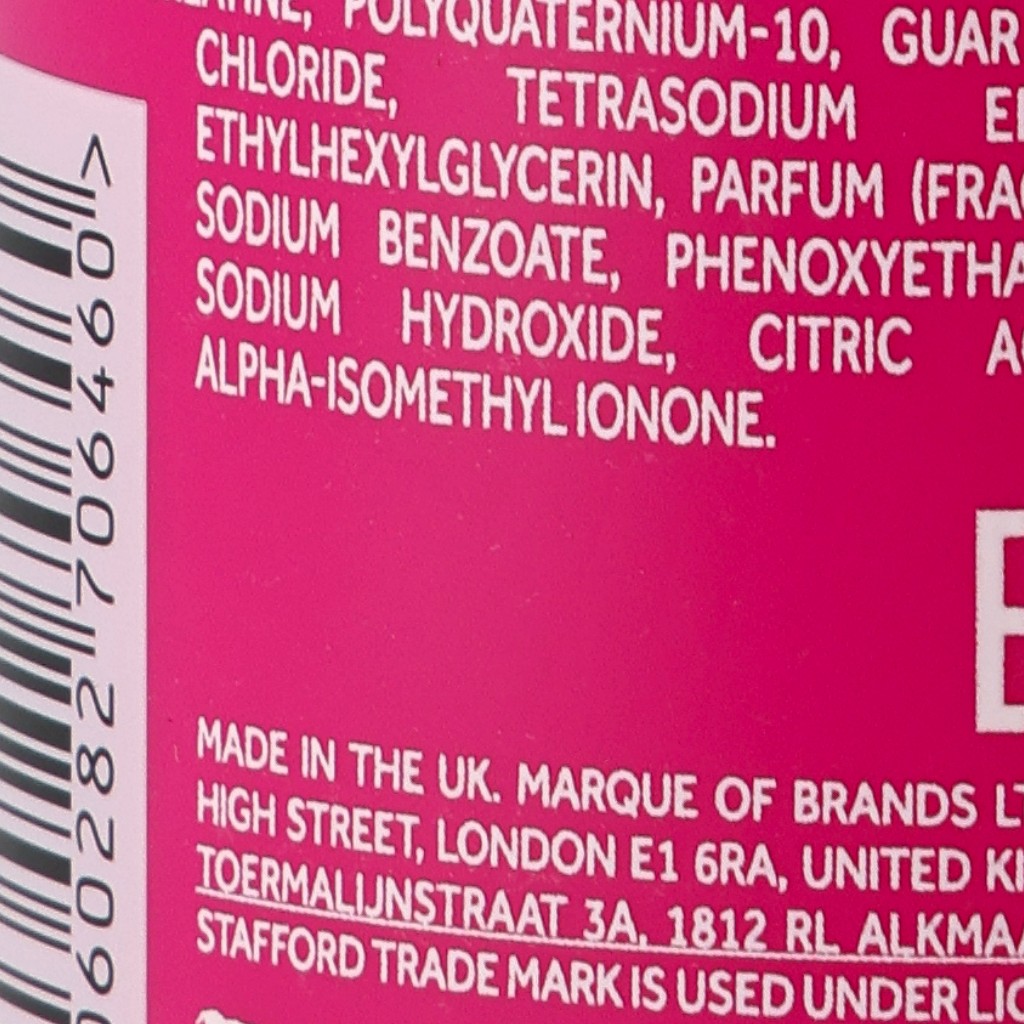 POLYQUATERNIUM-10, GUAR
CHLORIDE, TETRASODIUM
ETHYLHEXYLGLYCERIN, PARFUM
SODIUM BENZOATE,
SODIUM HYDROXIDE, CITRIC
ALPHA-ISOMETHYL IONONE.
MADE IN THE UK. MARQUE OF BRANDS
HIGH STREET, LONDON E1 6RA, UNITED
TOERMALIJNSTRAAT 3A, 1812 RL
STAFFORD TRADE MARK IS USED UNDER
60282 706460 >